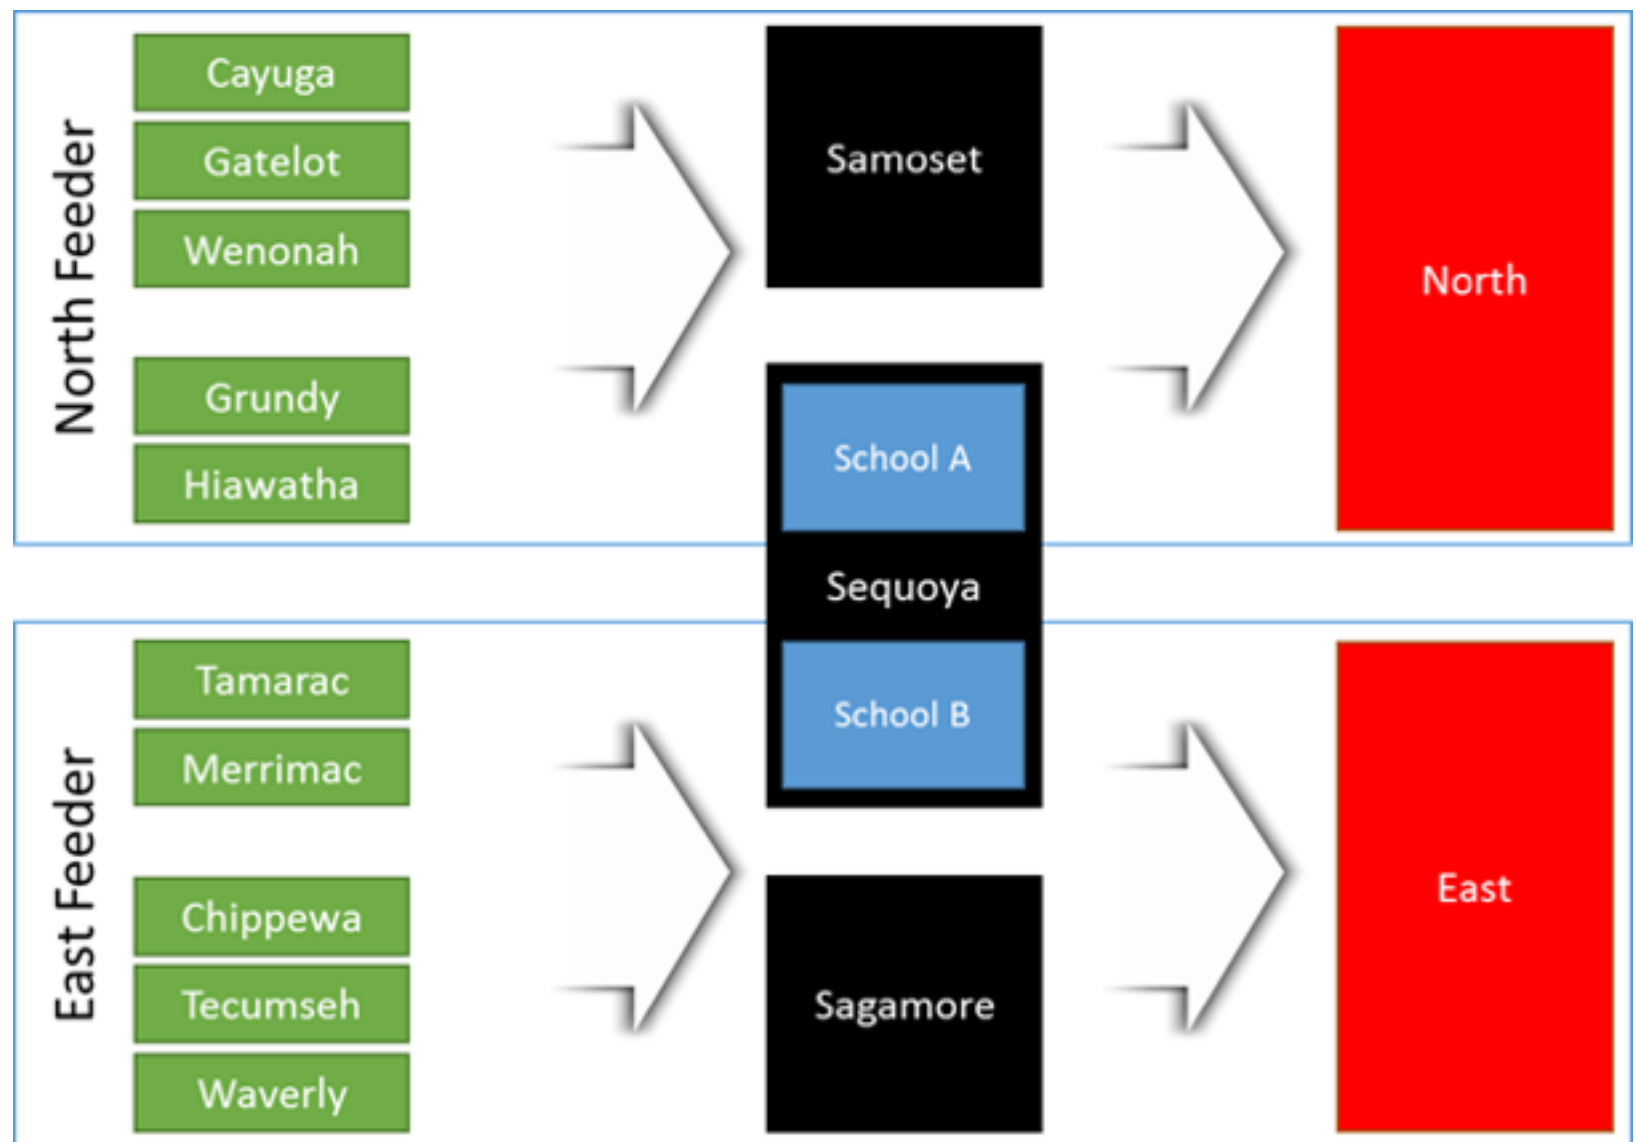 North Feeder
Cayuga
Gatelot
Wenonah
Grundy
Hiawatha
Samoset
School A
Sequoya
School B
North
East Feeder
Tamarac
Merrimac
Chippewa
Tecumseh
Waverly
Sagamore
East